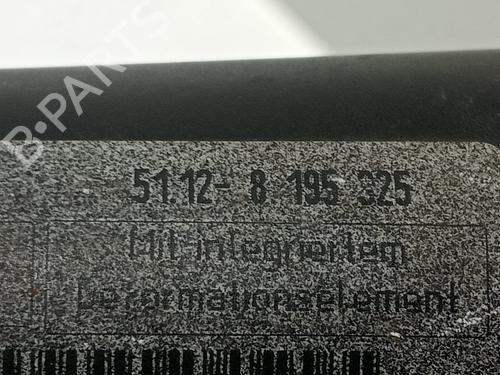 B-PARTS
51.12- 8 195 325
Mit integriertem
Deformationselement